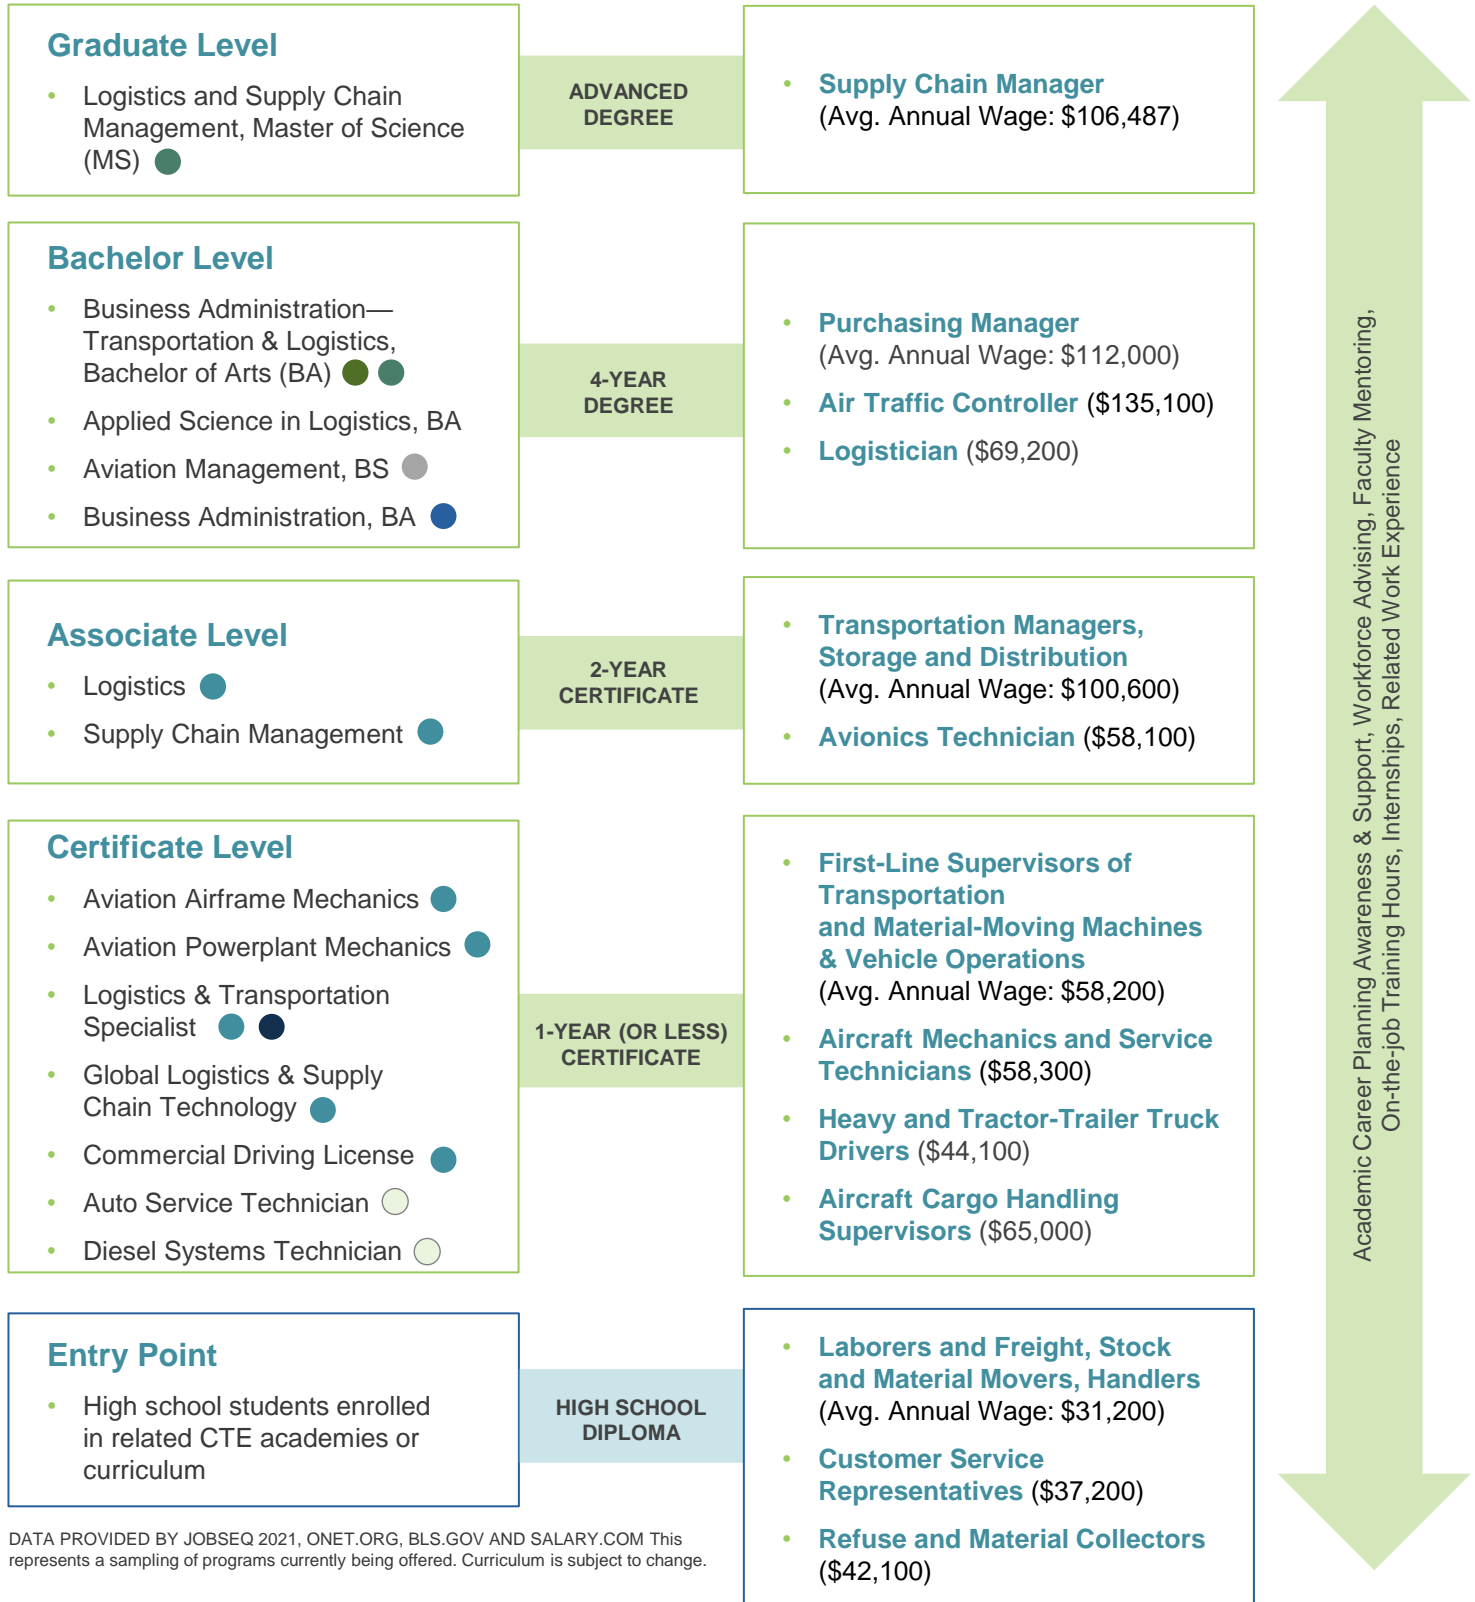 Graduate Level
• Logistics and Supply Chain
Management, Master of Science
(MS)
ADVANCED
DEGREE
• Supply Chain Manager
(Avg. Annual Wage: $106,487)
Bachelor Level
• Business Administration—
Transportation & Logistics,
Bachelor of Arts (BA)
• Applied Science in Logistics, BA
• Aviation Management, BS
• Business Administration, BA
4-YEAR
DEGREE
• Purchasing Manager
(Avg. Annual Wage: $112,000)
• Air Traffic Controller ($135,100)
• Logistician ($69,200)
Associate Level
• Logistics
• Supply Chain Management
2-YEAR
CERTIFICATE
• Transportation Managers,
Storage and Distribution
(Avg. Annual Wage: $100,600)
• Avionics Technician ($58,100)
Certificate Level
• Aviation Airframe Mechanics
• Aviation Powerplant Mechanics
• Logistics & Transportation
Specialist
• Global Logistics & Supply
Chain Technology
• Commercial Driving License
• Auto Service Technician
• Diesel Systems Technician
1-YEAR (OR LESS)
CERTIFICATE
• First-Line Supervisors of
Transportation
and Material-Moving Machines
& Vehicle Operations
(Avg. Annual Wage: $58,200)
• Aircraft Mechanics and Service
Technicians ($58,300)
• Heavy and Tractor-Trailer Truck
Drivers ($44,100)
• Aircraft Cargo Handling
Supervisors ($65,000)
Entry Point
• High school students enrolled
in related CTE academies or
curriculum
HIGH SCHOOL
DIPLOMA
• Laborers and Freight, Stock
and Material Movers, Handlers
(Avg. Annual Wage: $31,200)
• Customer Service
Representatives ($37,200)
• Refuse and Material Collectors
($42,100)
DATA PROVIDED BY JOBSEQ 2021, ONET.ORG, BLS.GOV AND SALARY.COM This
represents a sampling of programs currently being offered. Curriculum is subject to change.
Academic Career Planning Awareness & Support, Workforce Advising, Faculty Mentoring,
On-the-job Training Hours, Internships, Related Work Experience